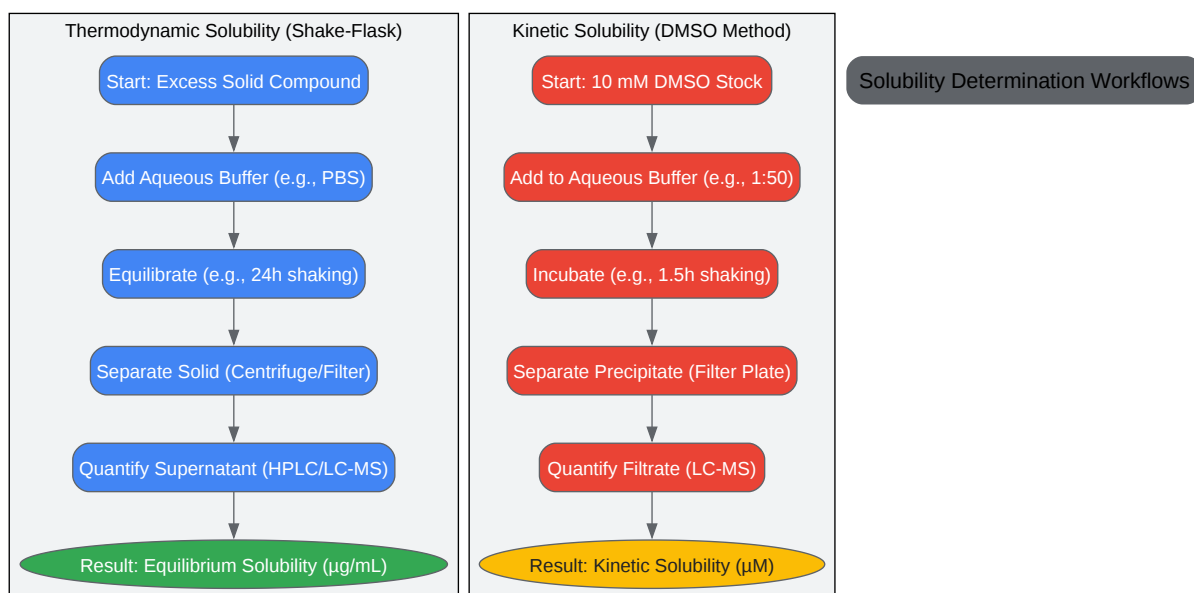 Thermodynamic Solubility (Shake-Flask)
Start: Excess Solid Compound
Add Aqueous Buffer (e.g., PBS)
Equilibrate (e.g., 24h shaking)
Separate Solid (Centrifuge/Filter)
Quantify Supernatant (HPLC/LC-MS)
Result: Equilibrium Solubility (µg/mL)
Kinetic Solubility (DMSO Method)
Start: 10 mM DMSO Stock
Add to Aqueous Buffer (e.g., 1:50)
Incubate (e.g., 1.5h shaking)
Separate Precipitate (Filter Plate)
Quantify Filtrate (LC-MS)
Result: Kinetic Solubility (µM)
Solubility Determination Workflows